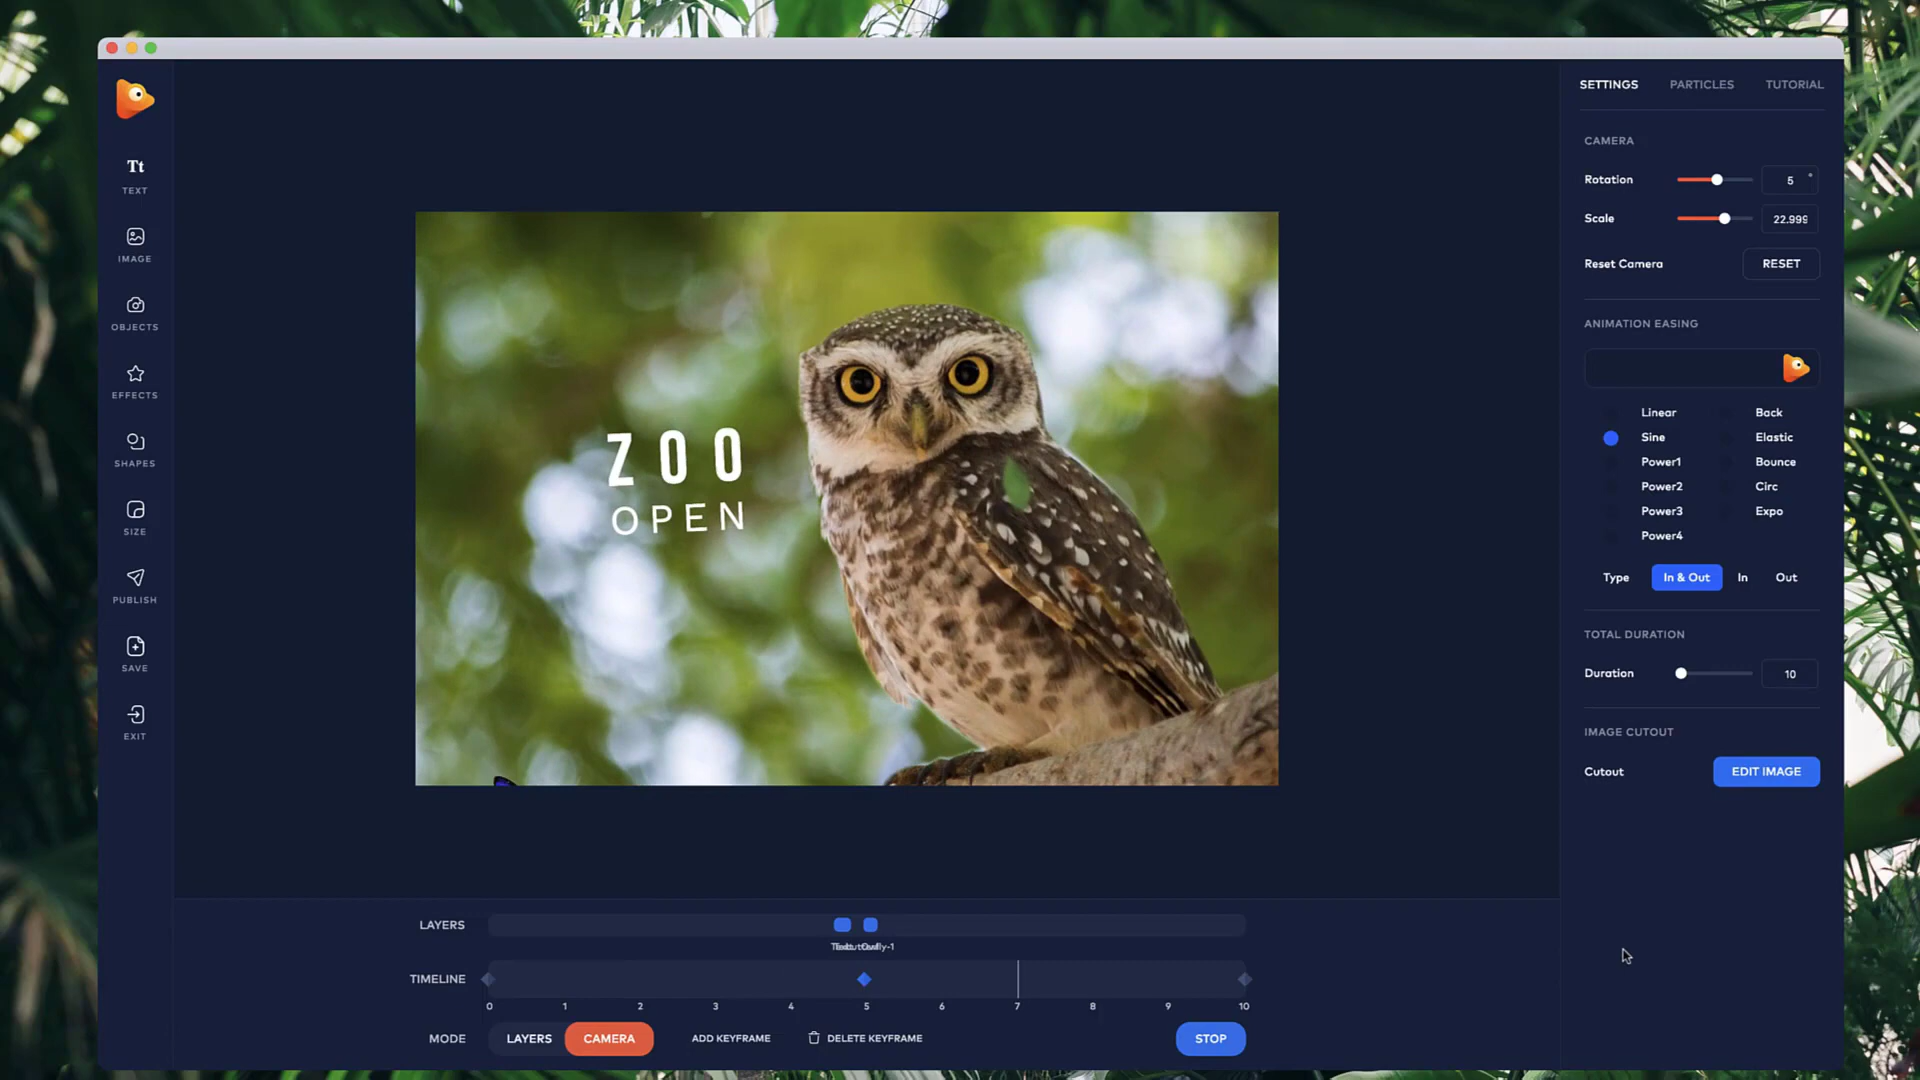 SETTINGS PARTICLES TUTORIAL
Tt
TEXT
IMAGE
OBJECTS
EFFECTS
SHAPES
SIZE
PUBLISH
SAVE
EXIT
ZOO
OPEN
CAMERA
Rotation 5 °
Scale 22.999
Reset Camera RESET
ANIMATION EASING
Linear Back
Sine Elastic
Power1 Bounce
Power2 Circ
Power3 Expo
Power4
Type In & Out In Out
TOTAL DURATION
Duration 10
IMAGE CUTOUT
Cutout EDIT IMAGE
LAYERS
TIMELINE
0 1 2 3 4 5 6 7 8 9 10
MODE LAYERS CAMERA ADD KEYFRAME DELETE KEYFRAME STOP